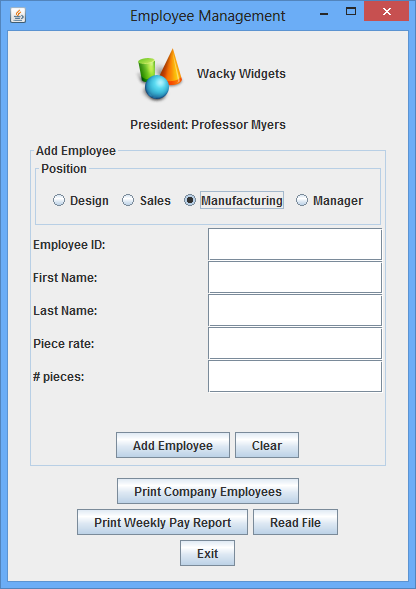 Employee Management
Wacky Widgets
President: Professor Myers
Add Employee
Position
Design Sales Manufacturing Manager
Employee ID:
First Name:
Last Name:
Piece rate:
# pieces:
Add Employee Clear
Print Company Employees
Print Weekly Pay Report Read File
Exit